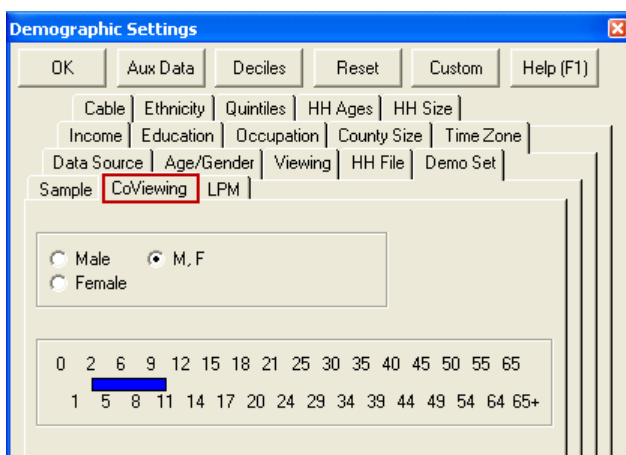 Demographic Settings
OK Aux Data Deciles Reset Custom Help (F1)
Cable Ethnicity Quintiles HH Ages HH Size
Income Education Occupation County Size Time Zone
Data Source Age/Gender Viewing HH File Demo Set
Sample CoViewing LPM
Male M, F
Female
0 2 6 9 12 15 18 21 25 30 35 40 45 50 55 65
1 5 8 11 14 17 20 24 29 34 39 44 49 54 64 65+